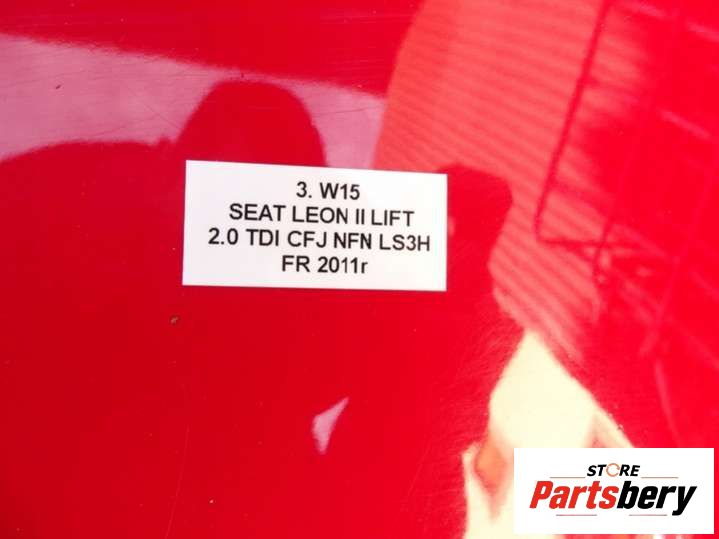 3. W15
SEAT LEON II LIFT
2.0 TDI CFJ NFN LS3H
FR 2011r
STORE
Partsbery